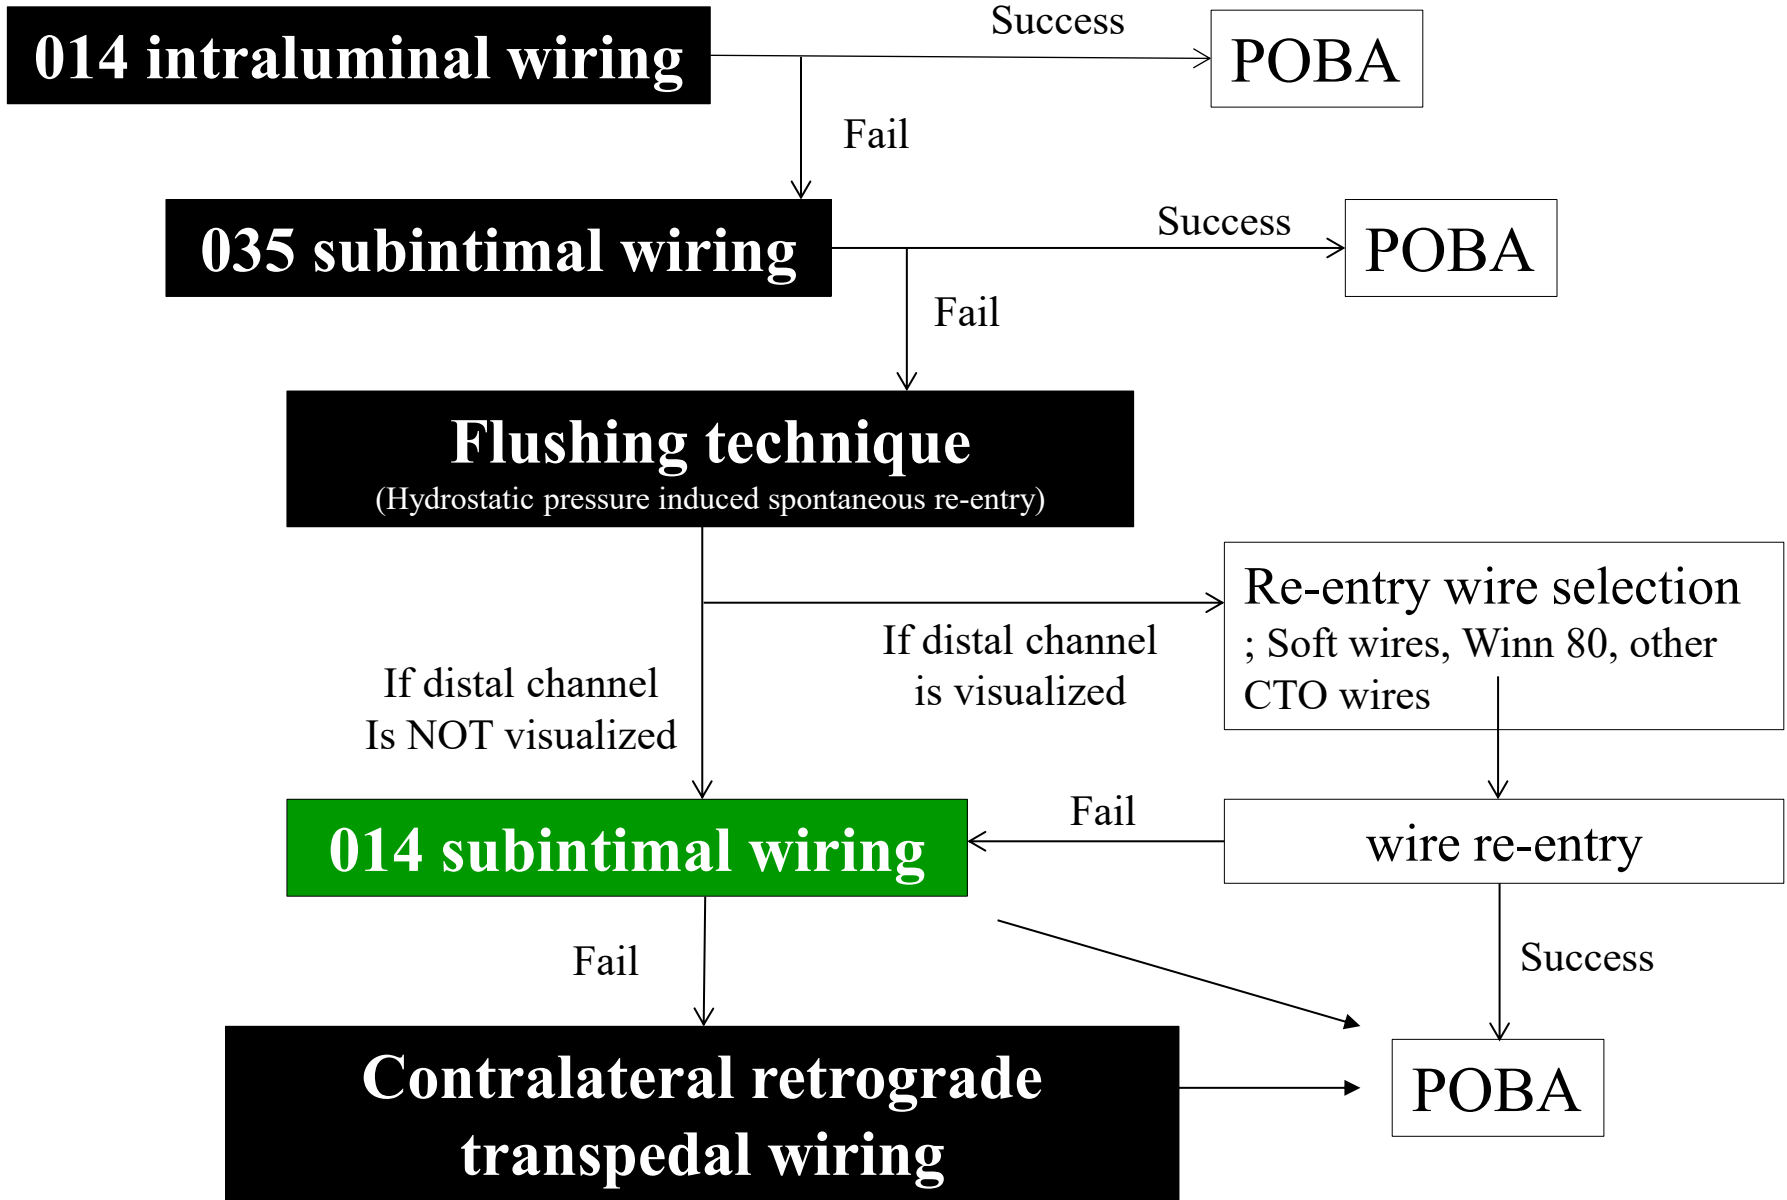 014 intraluminal wiring
Success
POBA
Fail
035 subintimal wiring
Success
POBA
Fail
Flushing technique
(Hydrostatic pressure induced spontaneous re-entry)
Re-entry wire selection
; Soft wires, Winn 80, other
CTO wires
If distal channel
is visualized
If distal channel
Is NOT visualized
014 subintimal wiring
Fail
wire re-entry
Fail
Success
Contralateral retrograde
transpedal wiring
POBA